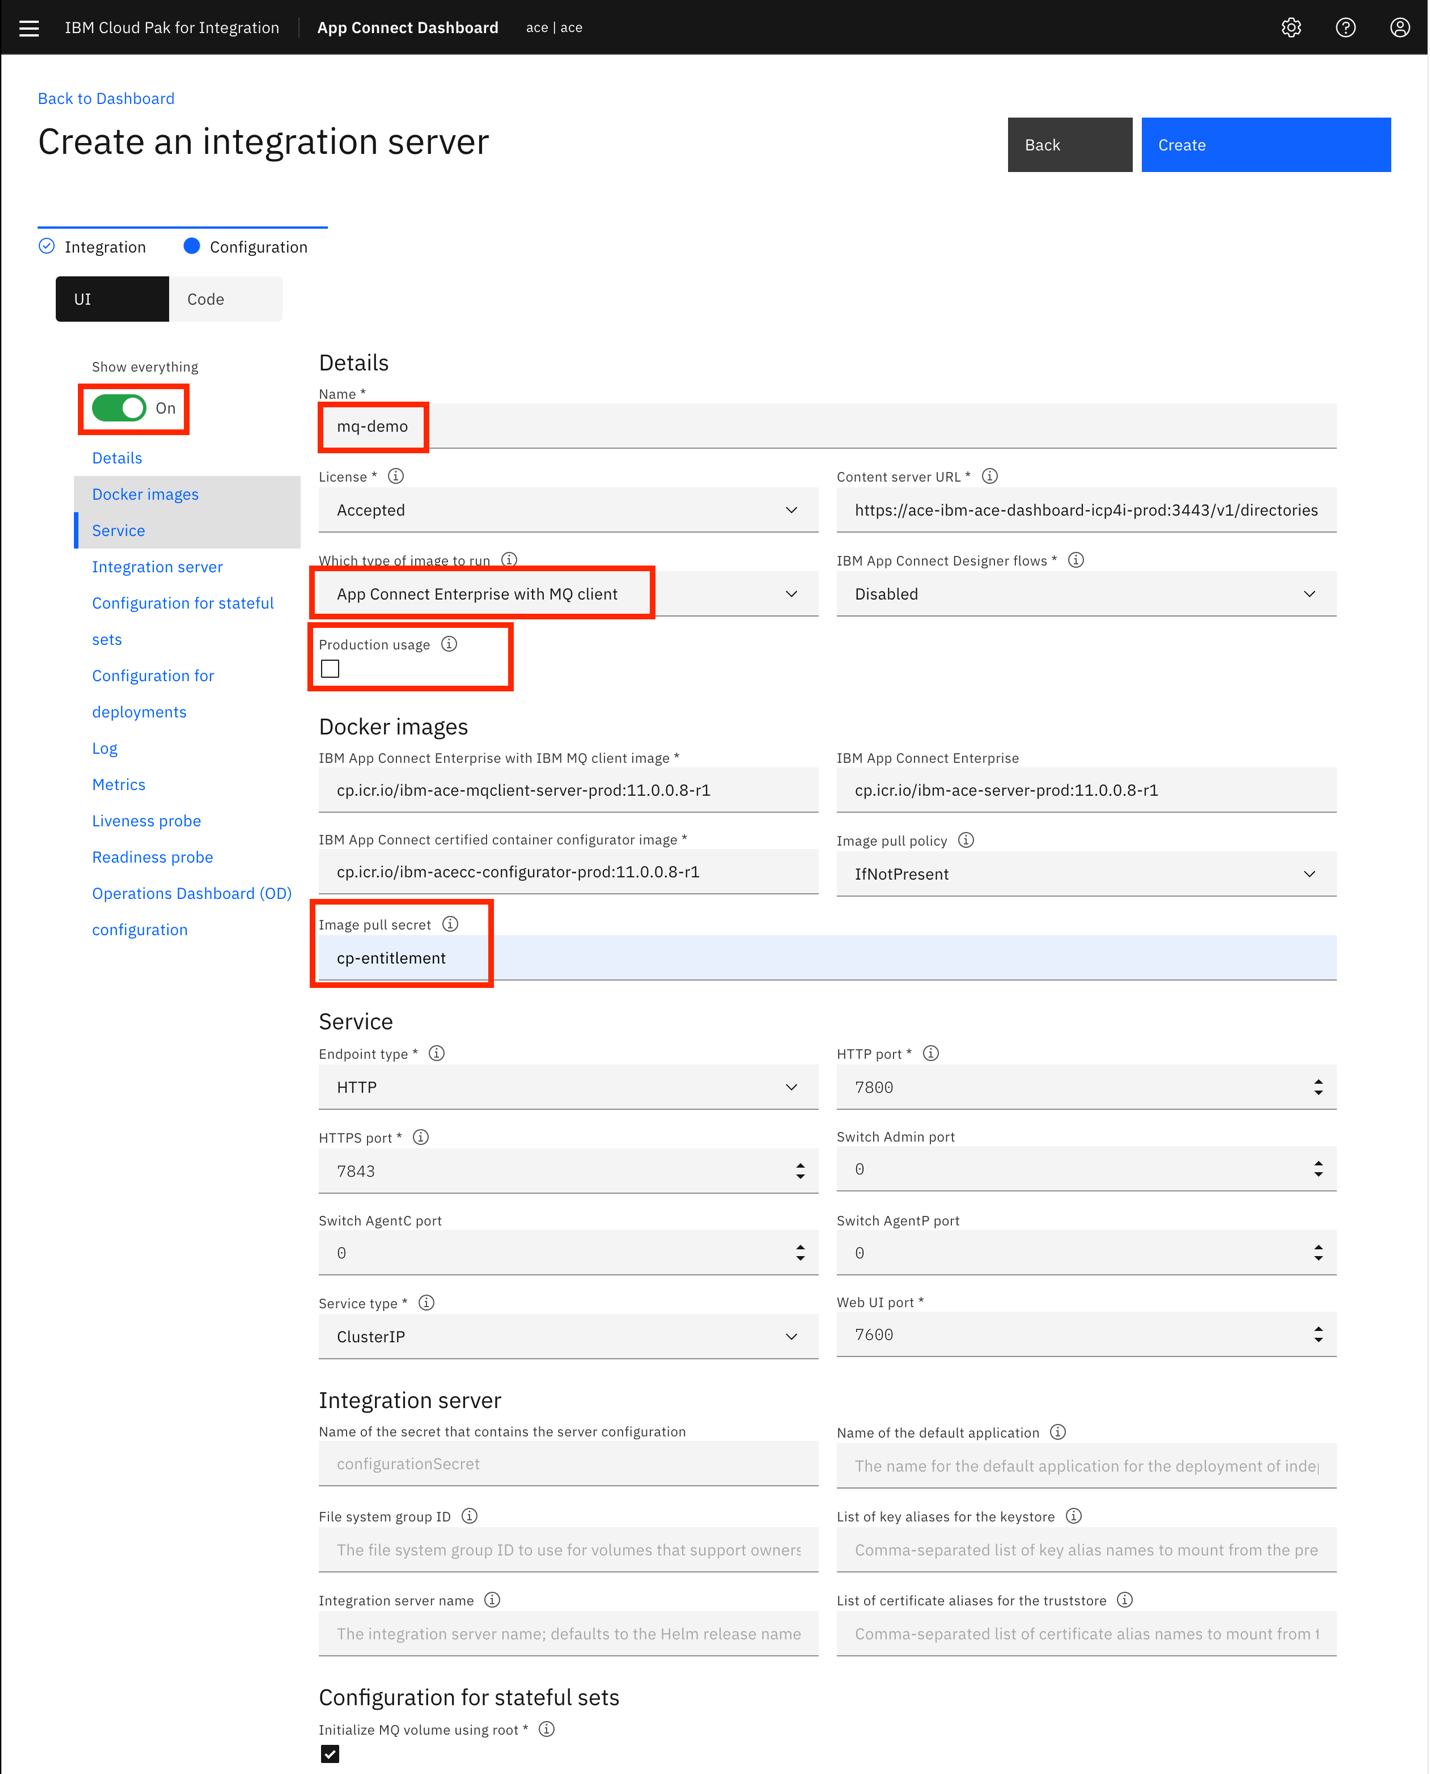 IBM Cloud Pak for Integration App Connect Dashboard ace | ace
Back to Dashboard
Create an integration server
Back
Create
Integration
Configuration
UI
Code
Show everything
On
Details
Docker images
Service
Integration server
Configuration for stateful
sets
Configuration for
deployments
Log
Metrics
Liveness probe
Readiness probe
Operations Dashboard (OD)
configuration
Details
Name *
mq-demo
License *
Accepted
Content server URL *
https://ace-ibm-ace-dashboard-icp4i-prod:3443/v1/directories
Which type of image to run
App Connect Enterprise with MQ client
IBM App Connect Designer flows *
Disabled
Production usage
Docker images
IBM App Connect Enterprise with IBM MQ client image *
cp.icr.io/ibm-ace-mqclient-server-prod:11.0.0.8-r1
IBM App Connect Enterprise
cp.icr.io/ibm-ace-server-prod:11.0.0.8-r1
IBM App Connect certified container configurator image *
cp.icr.io/ibm-acecc-configurator-prod:11.0.0.8-r1
Image pull policy
IfNotPresent
Image pull secret
cp-entitlement
Service
Endpoint type *
HTTP
HTTP port *
7800
HTTPS port *
7843
Switch Admin port
0
Switch AgentC port
0
Switch AgentP port
0
Service type *
ClusterIP
Web UI port *
7600
Integration server
Name of the secret that contains the server configuration
configurationSecret
Name of the default application
The name for the default application for the deployment of inde
File system group ID
The file system group ID to use for volumes that support owners
List of key aliases for the keystore
Comma-separated list of key alias names to mount from the pre
Integration server name
The integration server name; defaults to the Helm release name
List of certificate aliases for the truststore
Comma-separated list of certificate alias names to mount from t
Configuration for stateful sets
Initialize MQ volume using root *